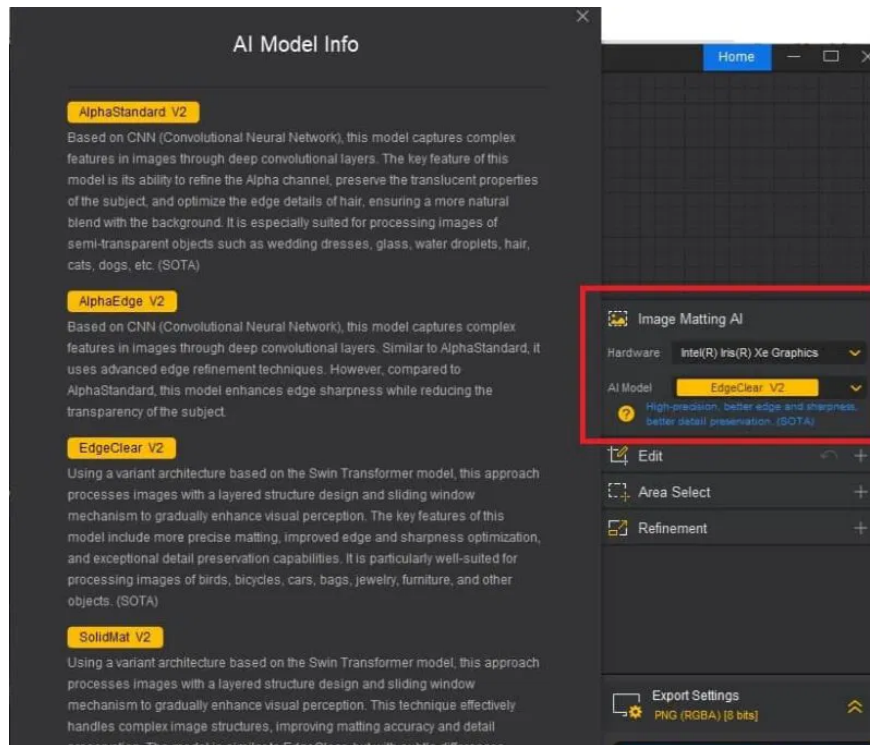 AI Model Info
AlphaStandard V2
Based on CNN (Convolutional Neural Network), this model captures complex
features in images through deep convolutional layers. The key feature of this
model is its ability to refine the Alpha channel, preserve the translucent properties
of the subject, and optimize the edge details of hair, ensuring a more natural
blend with the background. It is especially suited for processing images of
semi-transparent objects such as wedding dresses, glass, water droplets, hair,
cats, dogs, etc. (SOTA)
AlphaEdge V2
Based on CNN (Convolutional Neural Network), this model captures complex
features in images through deep convolutional layers. Similar to AlphaStandard, it
uses advanced edge refinement techniques. However, compared to
AlphaStandard, this model enhances edge sharpness while reducing the
transparency of the subject.
EdgeClear V2
Using a variant architecture based on the Swin Transformer model, this approach
processes images with a layered structure design and sliding window
mechanism to gradually enhance visual perception. The key features of this
model include more precise matting, improved edge and sharpness optimization,
and exceptional detail preservation capabilities. It is particularly well-suited for
processing images of birds, bicycles, cars, bags, jewelry, furniture, and other
objects. (SOTA)
SolidMat V2
Using a variant architecture based on the Swin Transformer model, this approach
processes images with a layered structure design and sliding window
mechanism to gradually enhance visual perception. This technique effectively
handles complex image structures, improving matting accuracy and detail
Home
Image Matting AI
Hardware Intel(R) Iris(R) Xe Graphics
AI Model EdgeClear V2
High-precision, better edge and sharpness,
better detail preservation. (SOTA)
Edit
Area Select
Refinement
Export Settings
PNG (RGBA) [8 bits]